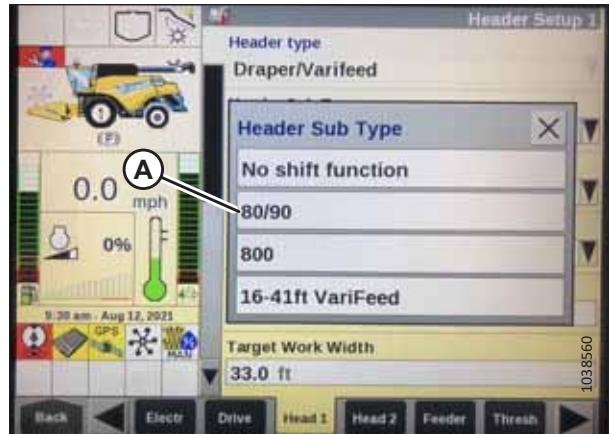 Header Setup 1
Header type
Draper/Varifeed
Header Sub Type
No shift function
A
80/90
800
16-41ft VariFeed
1
(P)
0.0 mph
0%
9:30 am - Aug 12, 2021
GPS
MULTI
Target Work Width
33.0 ft
1038560
Back
Electr
Drive
Head 1
Head 2
Feeder
Thresh